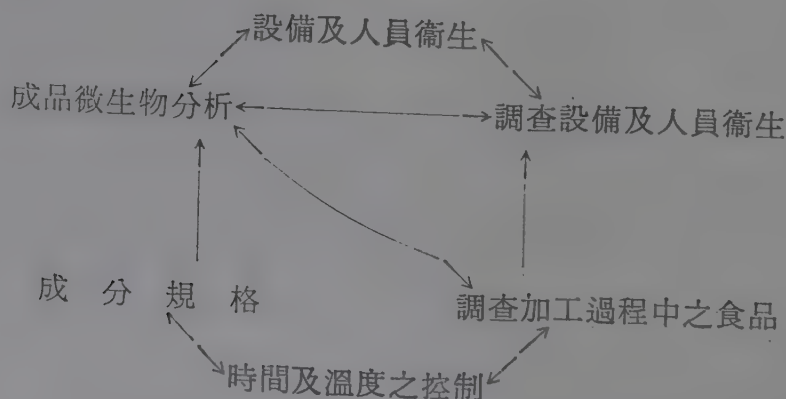 設備及人員衞生
成品微生物分析
調查設備及人員衞生
成分規格
調查加工過程中之食品
時間及溫度之控制